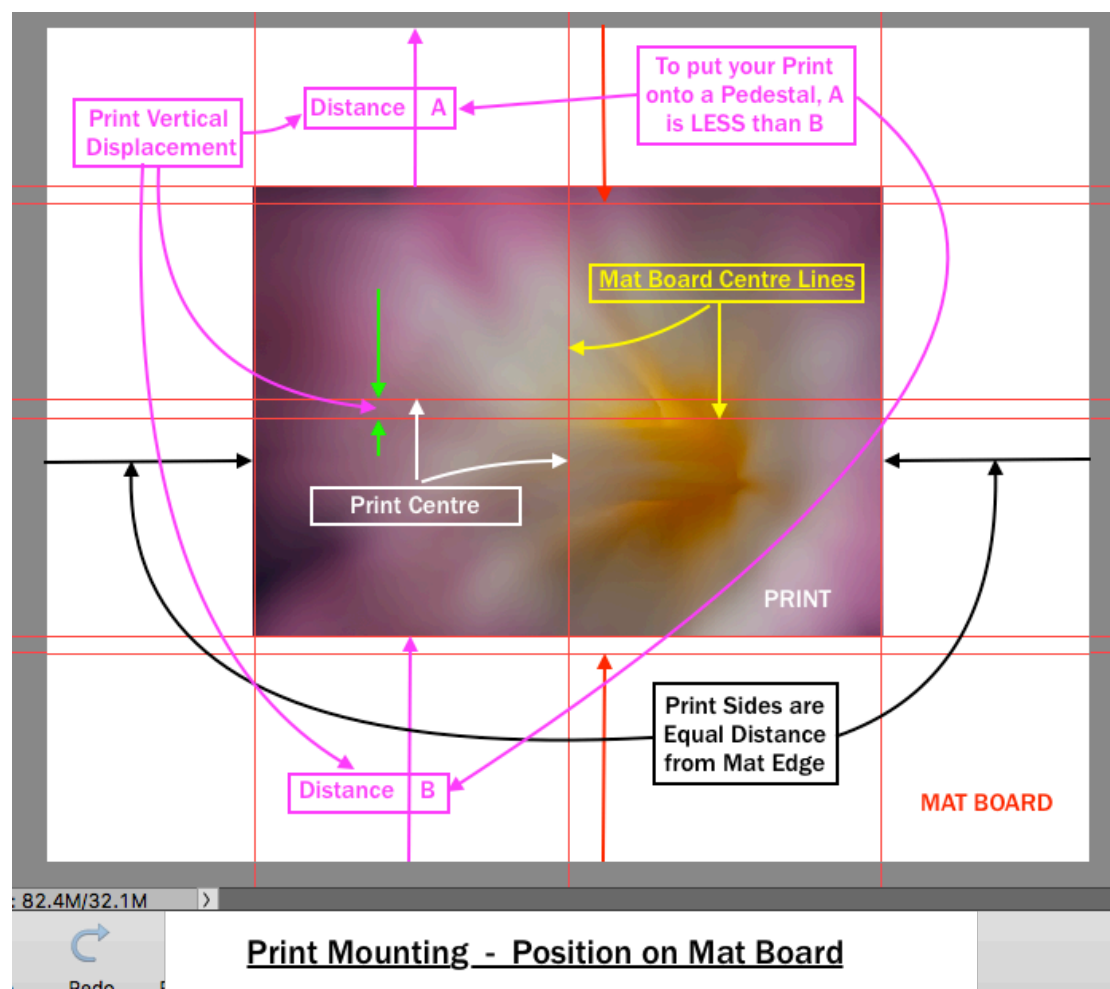 To put your Print
onto a Pedestal, A
is LESS than B
Distance A
Print Vertical
Displacement
Mat Board Centre Lines
Print Centre
PRINT
Print Sides are
Equal Distance
from Mat Edge
Distance B
MAT BOARD
: 82.4M/32.1M
Print Mounting - Position on Mat Board
Redo